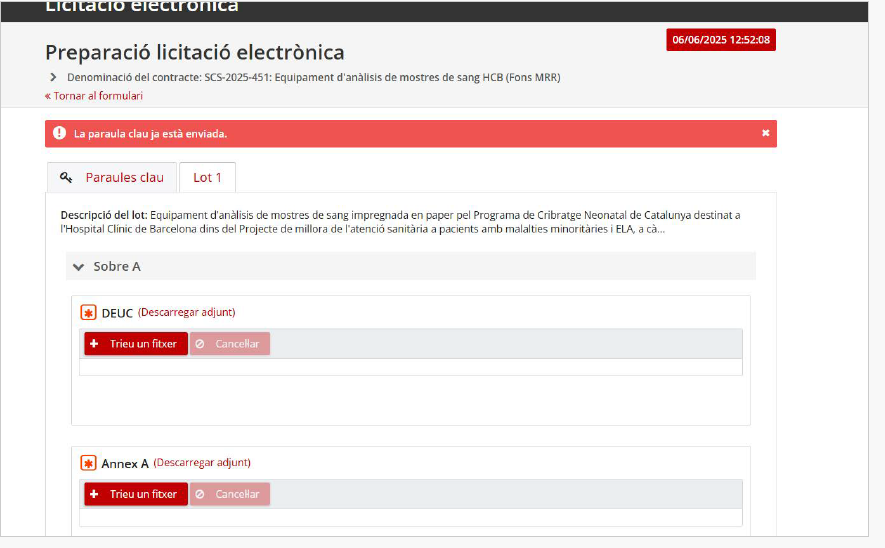 Licitació electrònica
06/06/2025 12:52:08
Preparació licitació electrònica
Denominació del contracte: SCS-2025-451: Equipament d'anàlisis de mostres de sang HCB (Fons MRR)
« Tornar al formulari
La paraula clau ja està enviada.
Paraules clau
Lot 1
Descripció del lot: Equipament d'anàlisis de mostres de sang impregnada en paper pel Programa de Cribratge Neonatal de Catalunya destinat a
l'Hospital Clínic de Barcelona dins del Projecte de millora de l'atenció sanitària a pacients amb malalties minoritàries i ELA, a cà...
Sobre A
DEUC (Descarregar adjunt)
Trieu un fitxer Cancel·lar
Annex A (Descarregar adjunt)
Trieu un fitxer Cancel·lar